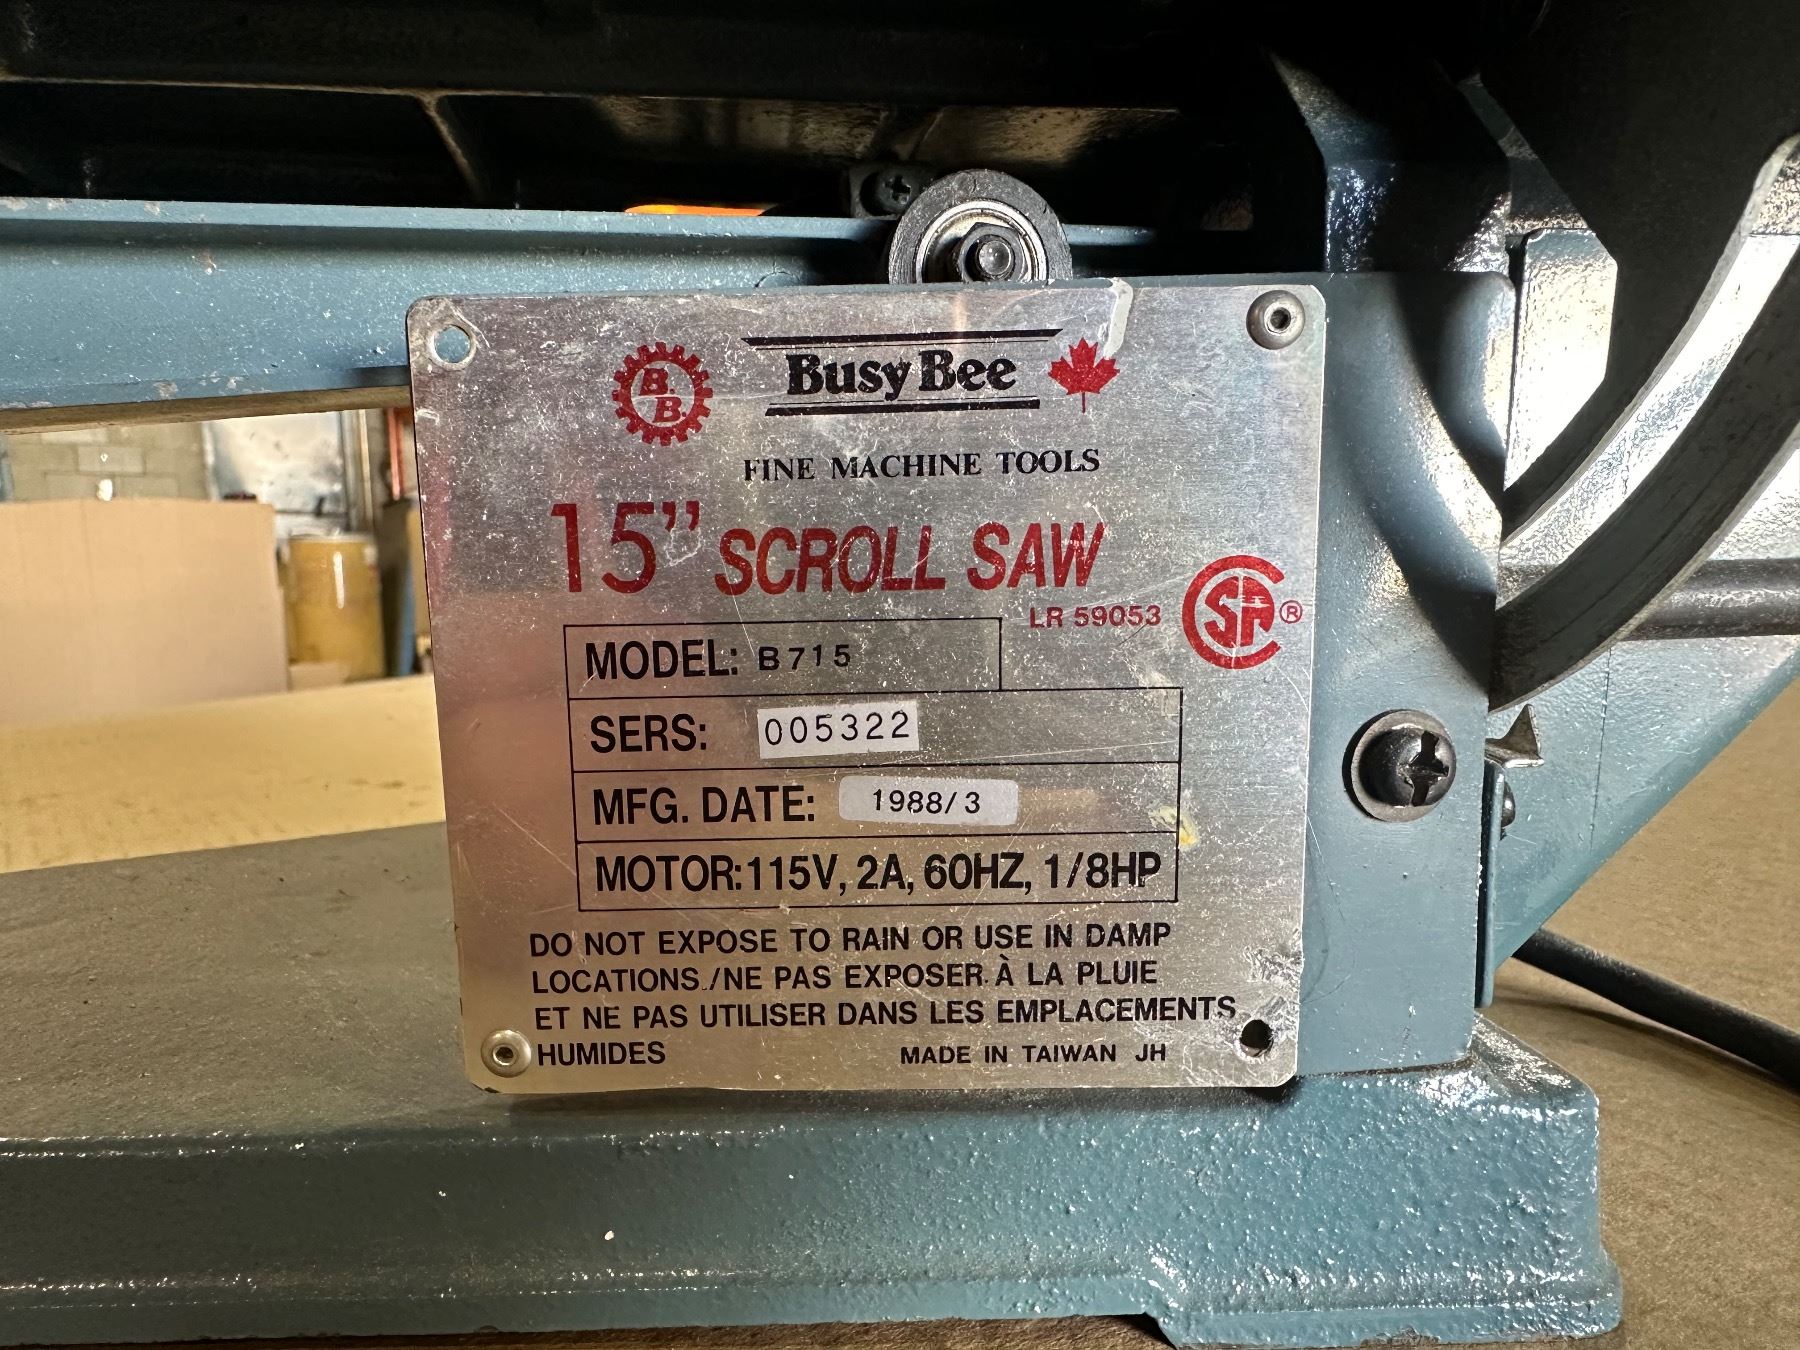 B.B.
Busy Bee
FINE MACHINE TOOLS
15" SCROLL SAW
LR 59053
SA ®
MODEL: B715
SERS: 005322
MFG. DATE: 1988/3
MOTOR:115V, 2A, 60HZ, 1/8HP
DO NOT EXPOSE TO RAIN OR USE IN DAMP
LOCATIONS./NE PAS EXPOSER À LA PLUIE
ET NE PAS UTILISER DANS LES EMPLACEMENTS
HUMIDES MADE IN TAIWAN JH